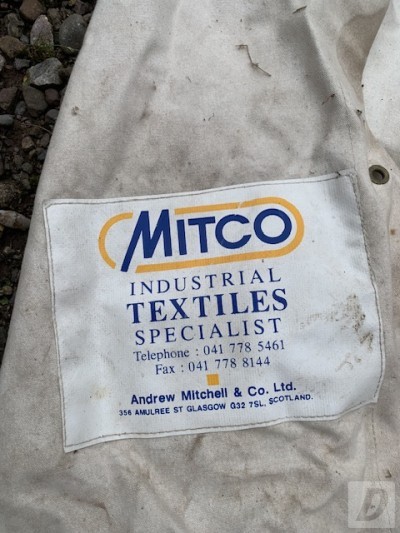 MITCO
INDUSTRIAL
TEXTILES
SPECIALIST
Telephone : 041 778 5461
Fax : 041 778 8144
Andrew Mitchell & Co. Ltd.
356 AMULREE ST GLASGOW G32 7SL. SCOTLAND.
D